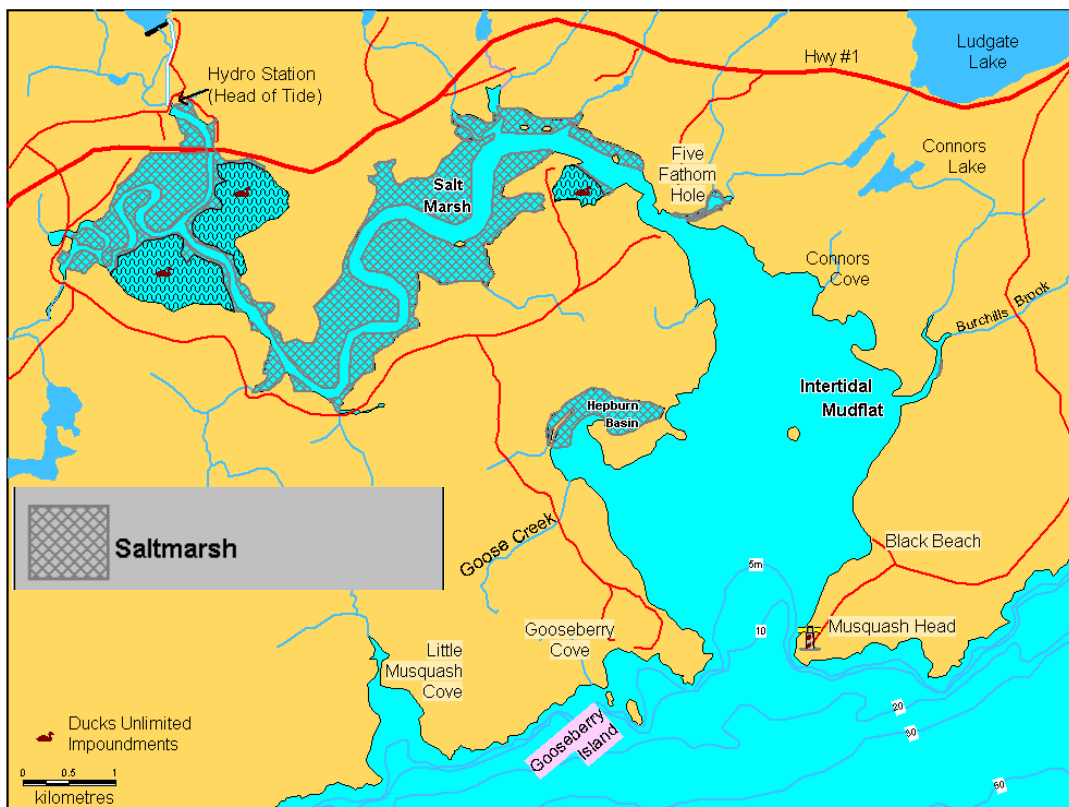 Ludgate
Lake
Hwy #1
Hydro Station
(Head of Tide)
Connors
Lake
Five
Fathom
Hole
Salt
Marsh
Connors
Cove
Burchills Brook
Intertidal
Mudflat
Hepburn
Basin
Saltmarsh
Goose Creek
Black Beach
5m
10
Musquash Head
Gooseberry
Cove
Little
Musquash
Cove
20
30
50
Gooseberry
Island
Ducks Unlimited
Impoundments
0 0.5 1
kilometres